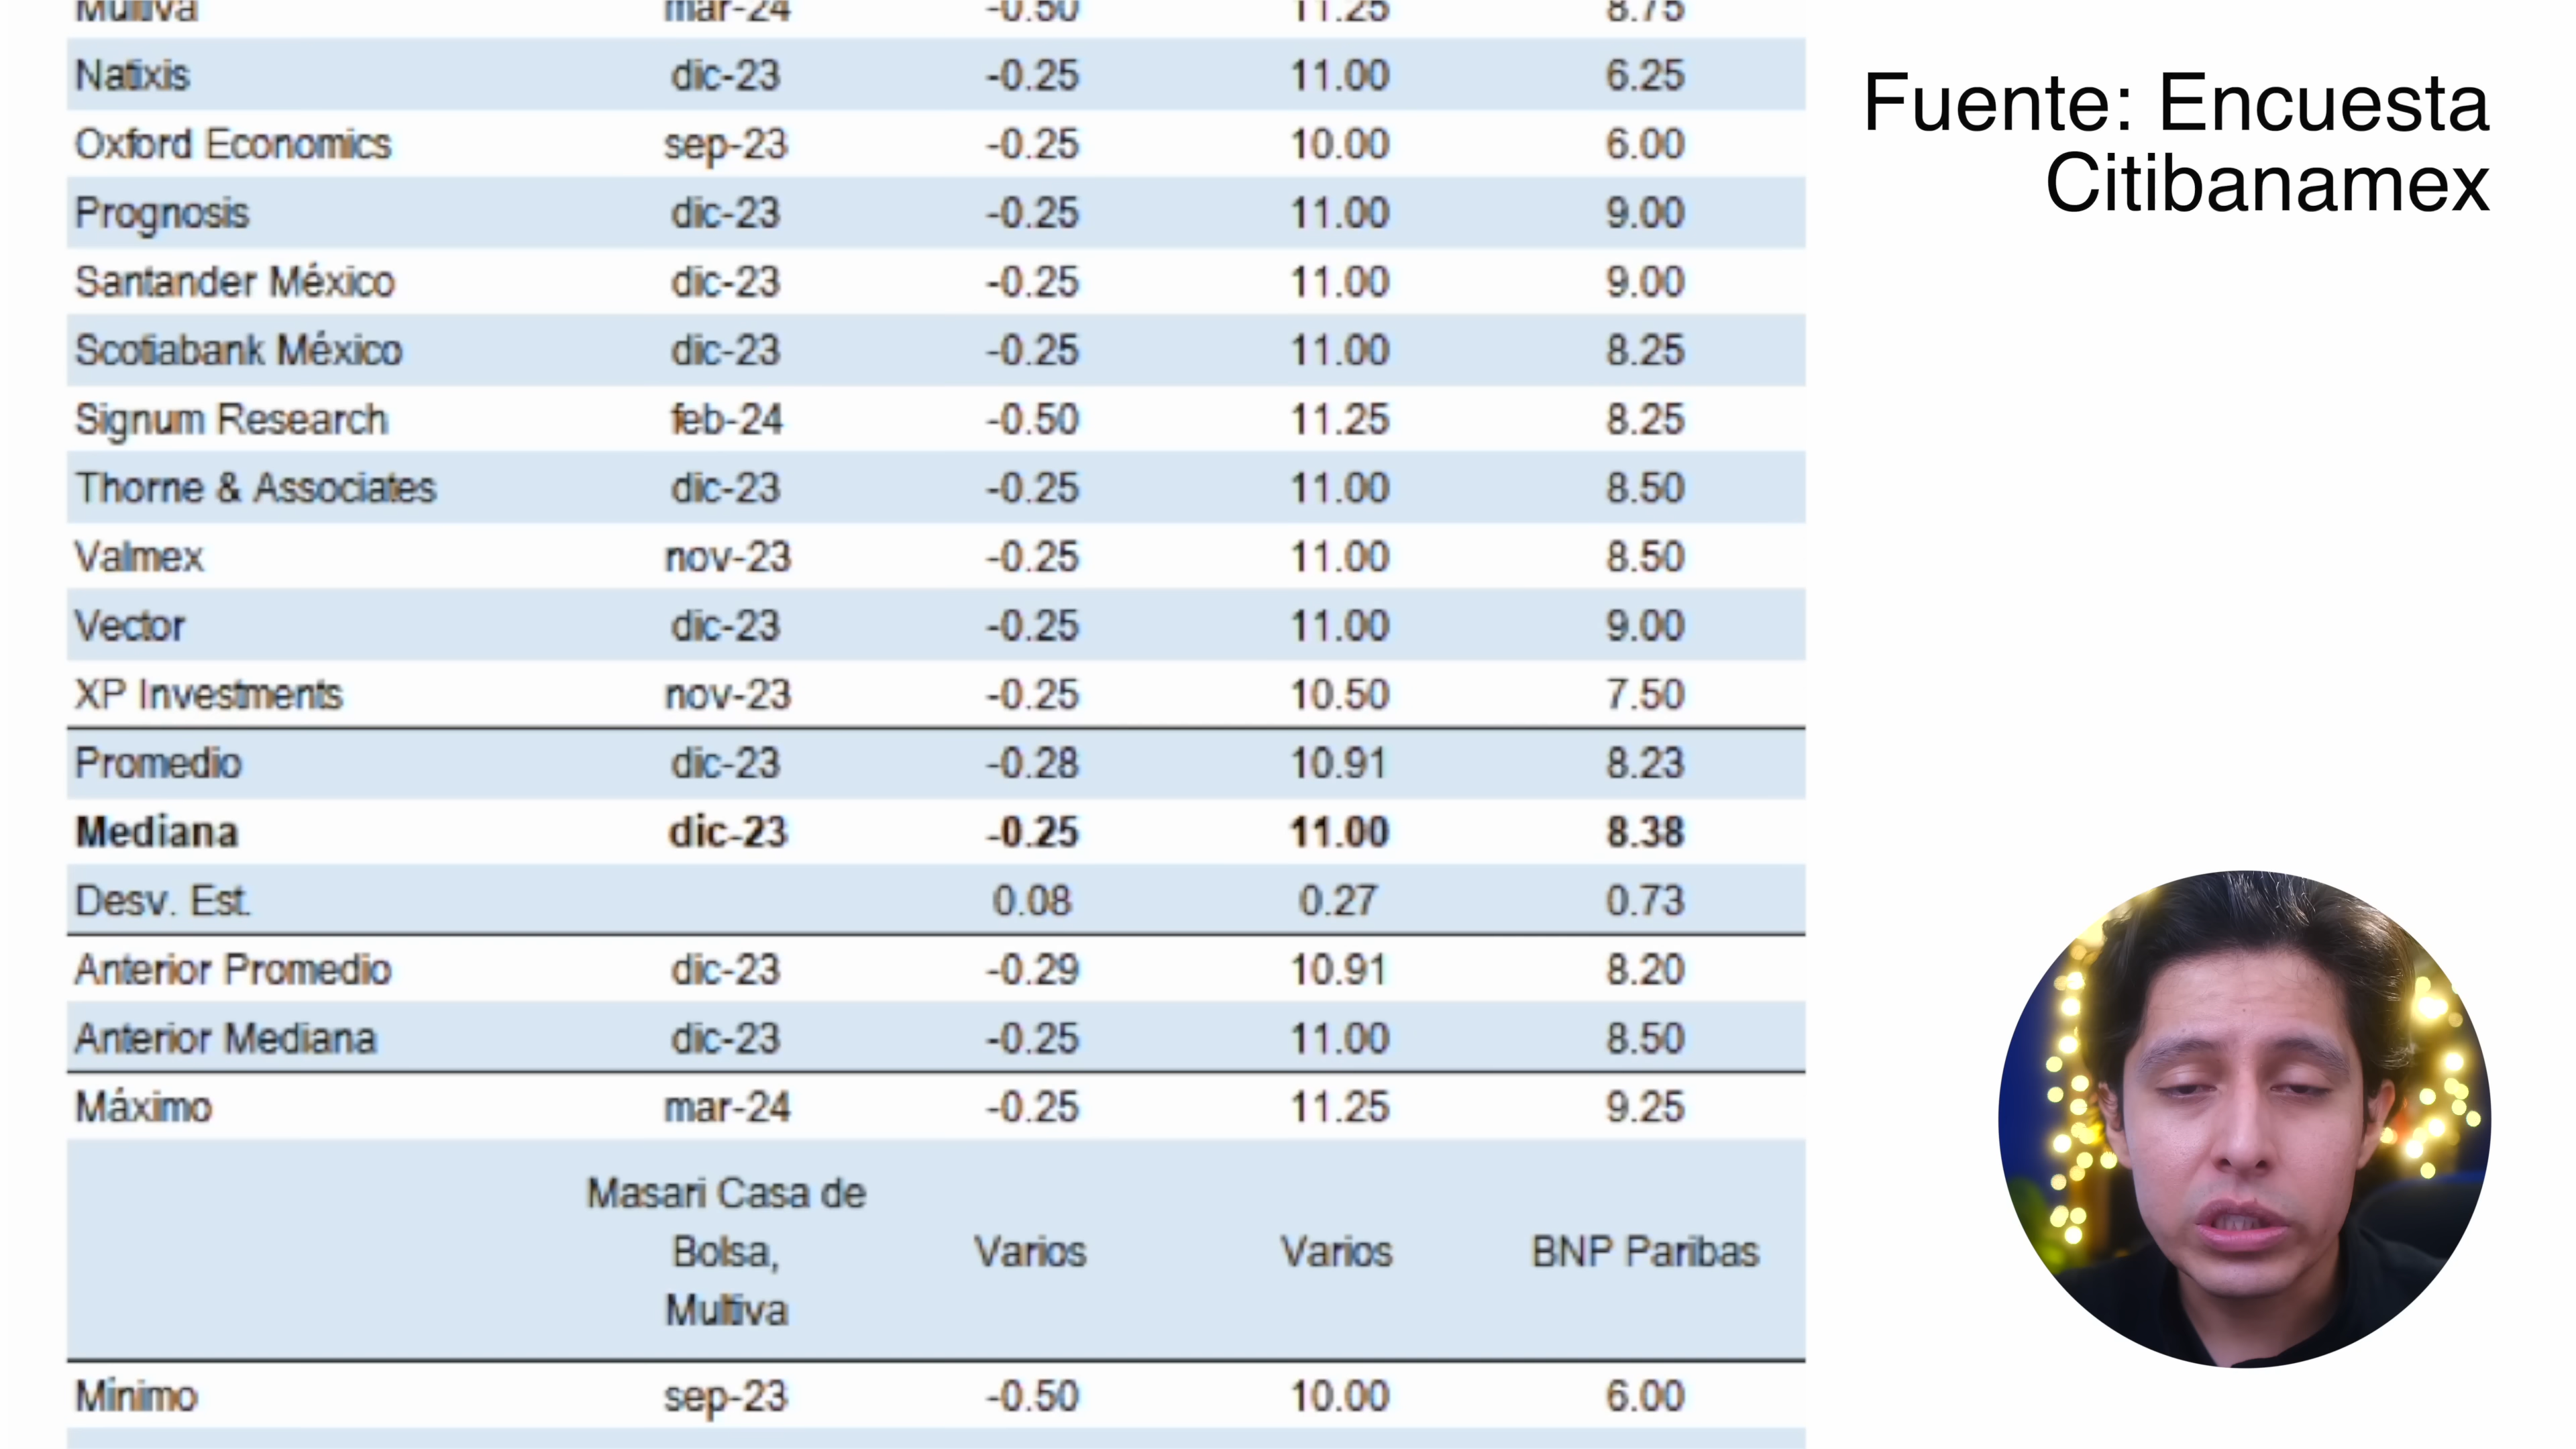 Multiva mar-24 -0.50 11.25 8.75
Natixis dic-23 -0.25 11.00 6.25
Oxford Economics sep-23 -0.25 10.00 6.00
Prognosis dic-23 -0.25 11.00 9.00
Santander México dic-23 -0.25 11.00 9.00
Scotiabank México dic-23 -0.25 11.00 8.25
Signum Research feb-24 -0.50 11.25 8.25
Thorne & Associates dic-23 -0.25 11.00 8.50
Valmex nov-23 -0.25 11.00 8.50
Vector dic-23 -0.25 11.00 9.00
XP Investments nov-23 -0.25 10.50 7.50
Promedio dic-23 -0.28 10.91 8.23
Mediana dic-23 -0.25 11.00 8.38
Desv. Est. 0.08 0.27 0.73
Anterior Promedio dic-23 -0.29 10.91 8.20
Anterior Mediana dic-23 -0.25 11.00 8.50
Máximo mar-24 -0.25 11.25 9.25
Masari Casa de
Bolsa, Varios Varios BNP Paribas
Multiva
Mínimo sep-23 -0.50 10.00 6.00
Fuente: Encuesta
Citibanamex